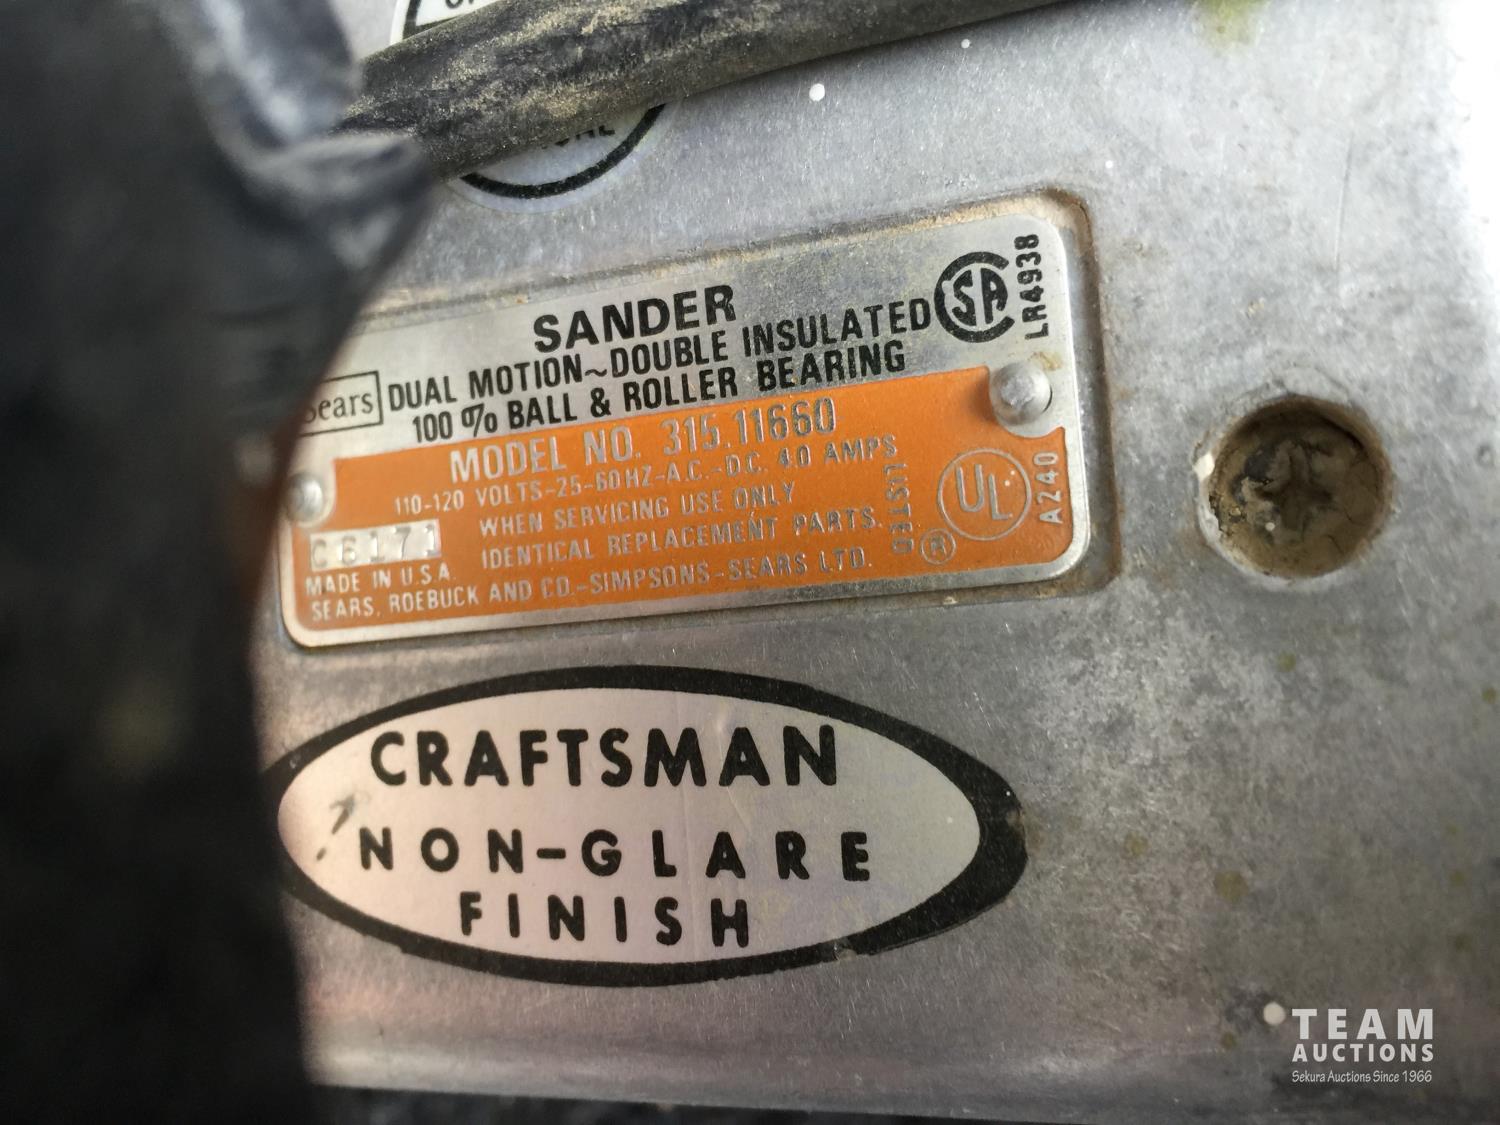 SANDER
Sears DUAL MOTION~DOUBLE INSULATED
100 % BALL & ROLLER BEARING
CSA
LR4938
MODEL NO. 315.11660
110-120 VOLTS-25-60HZ-A.C.-D.C. 4.0 AMPS
WHEN SERVICING USE ONLY
IDENTICAL REPLACEMENT PARTS.
C6171
MADE IN U.S.A.
SEARS, ROEBUCK AND CO.-SIMPSONS-SEARS LTD.
LISTED
UL
®
A240
CRAFTSMAN
NON-GLARE
FINISH
TEAM
AUCTIONS
Sekura Auctions Since 1966